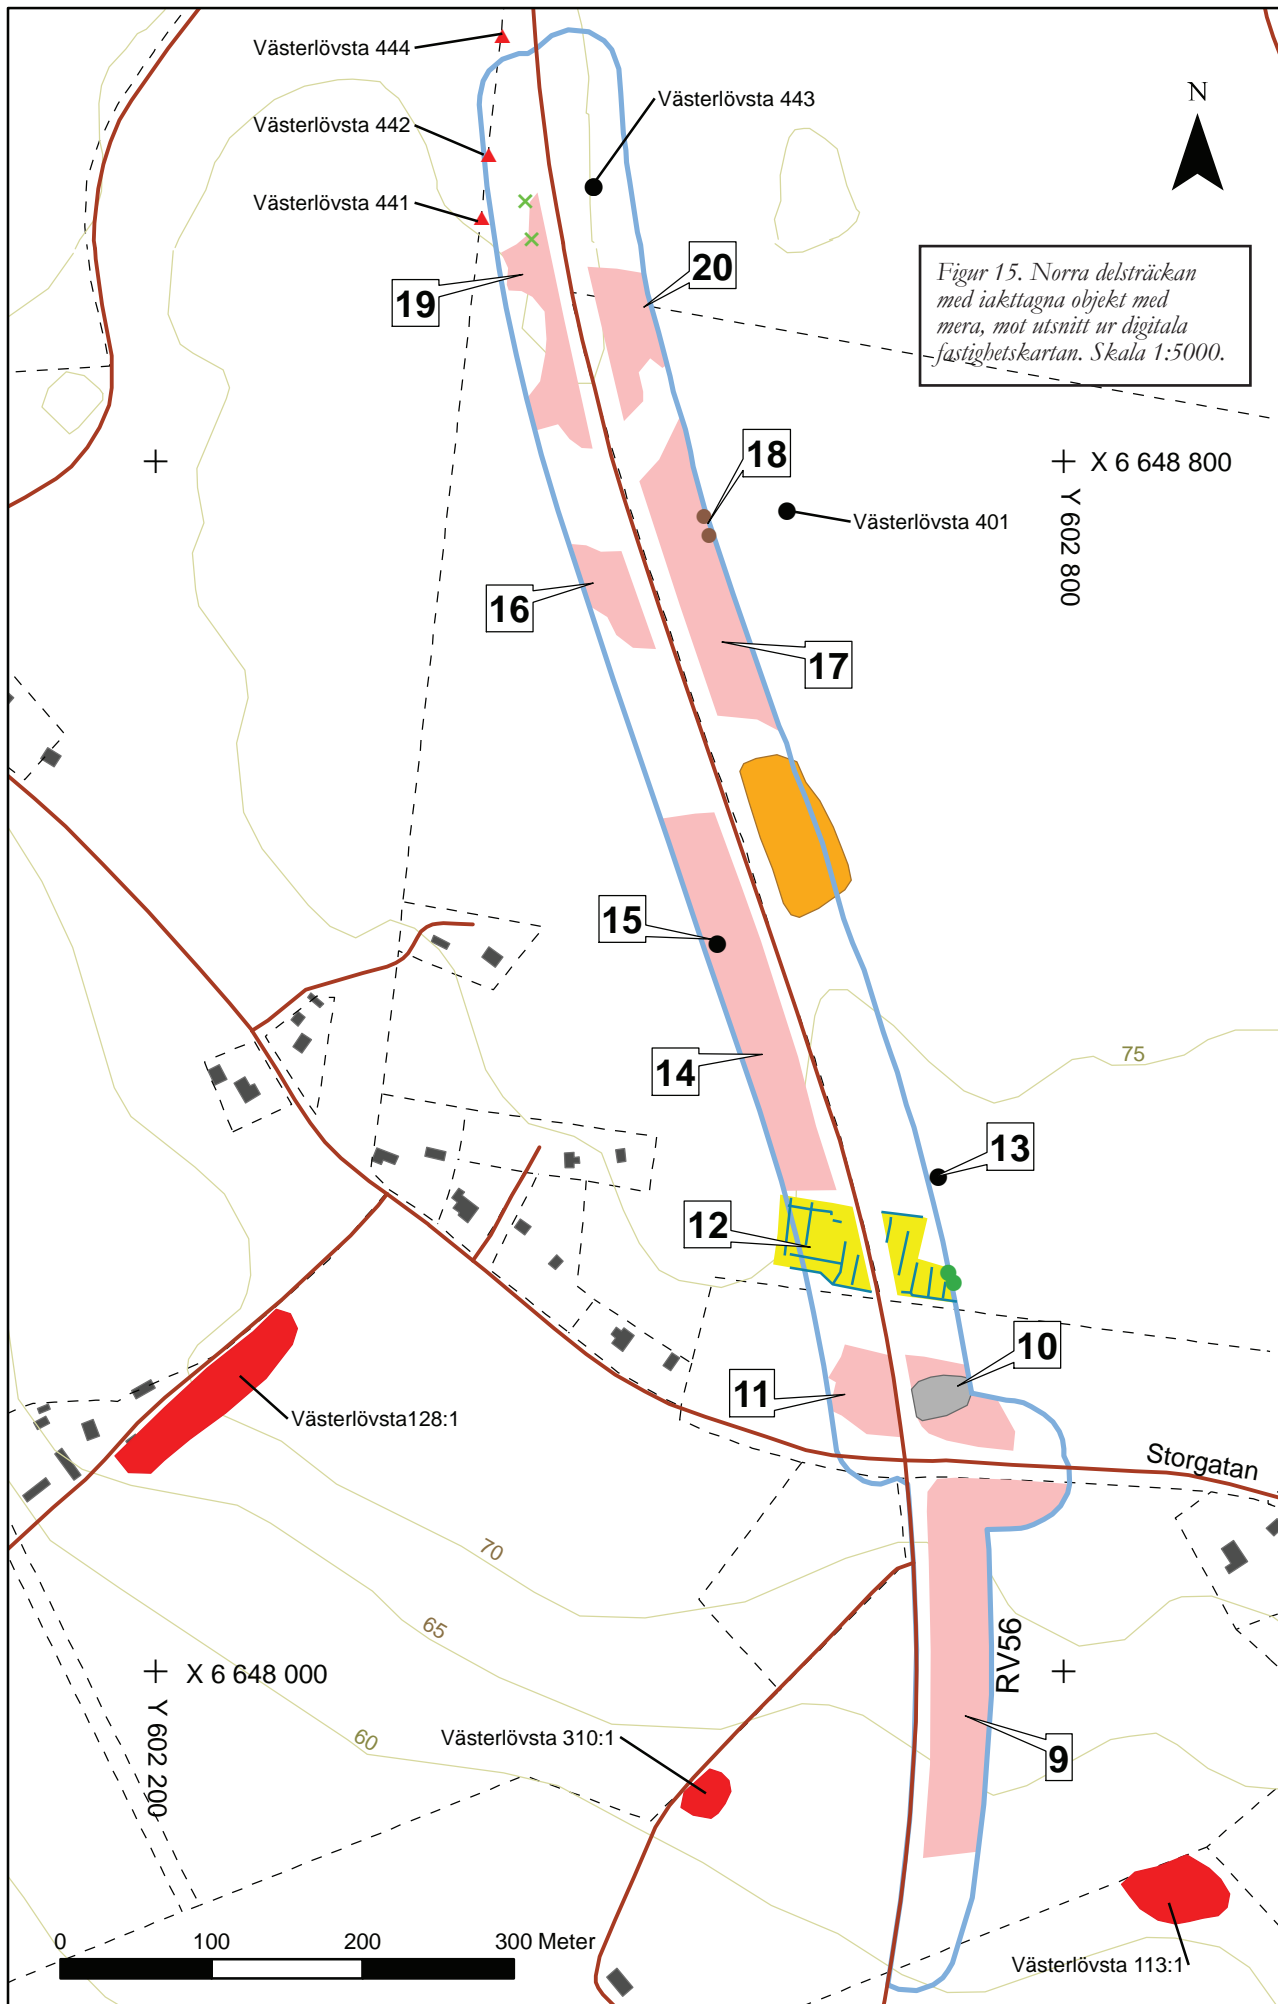 Västerlövsta 444
Västerlövsta 443
N
Västerlövsta 442
Västerlövsta 441
20
19
Figur 15. Norra delsträckan
med iakttagna objekt med
mera, mot utsnitt ur digitala
fastighetskartan. Skala 1:5000.
18
X 6 648 800
Y 602 800
Västerlövsta 401
16
17
15
14
75
13
12
10
11
Västerlövsta128:1
Storgatan
70
65
RV56
X 6 648 000
Y 602 200
60
Västerlövsta 310:1
9
0 100 200 300 Meter
Västerlövsta 113:1